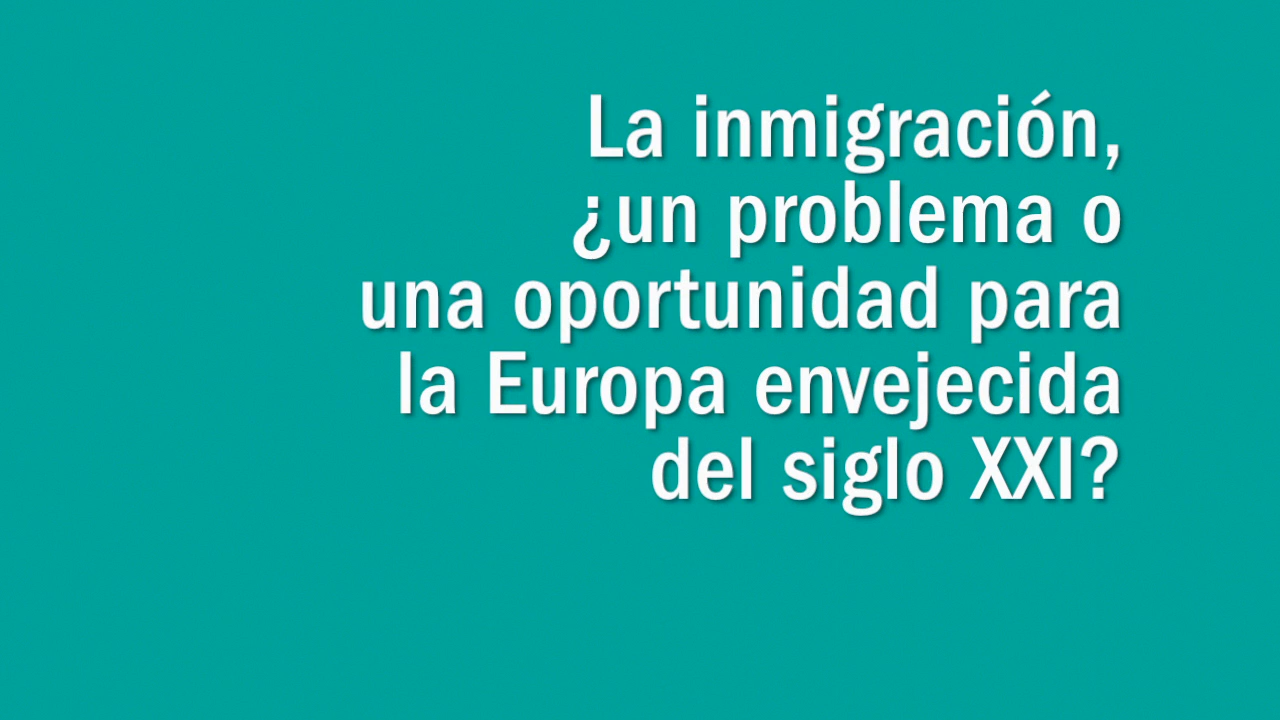 La inmigración,
¿un problema o
una oportunidad para
la Europa envejecida
del siglo XXI?